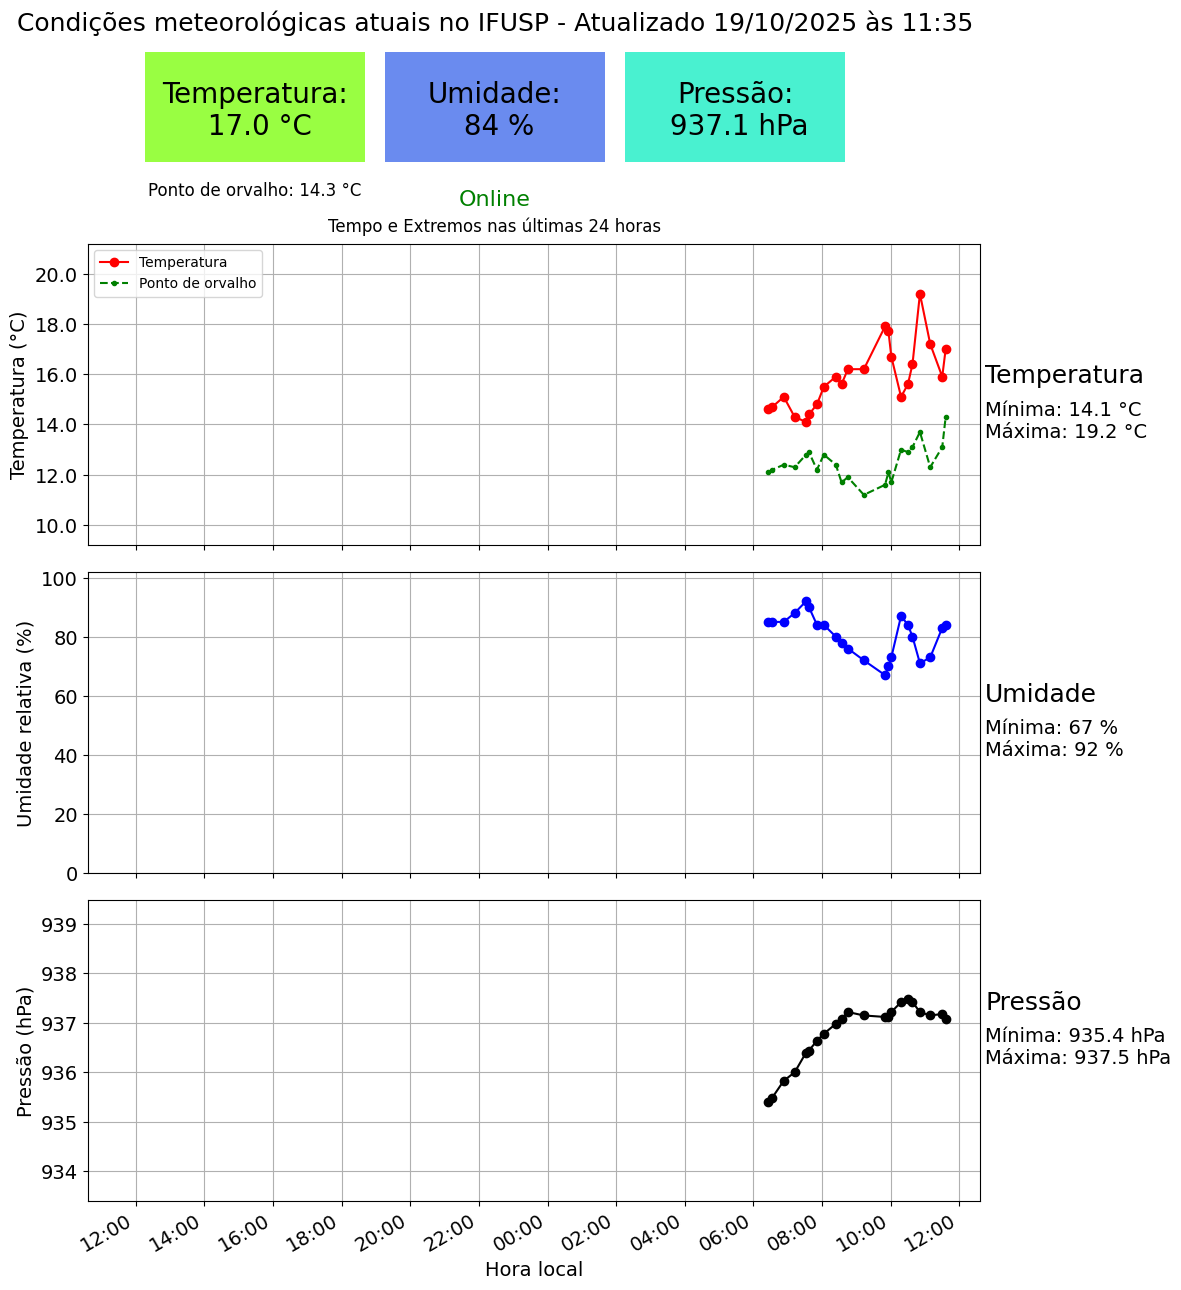 Condições meteorológicas atuais no IFUSP - Atualizado 19/10/2025 às 11:35
Temperatura:
17.0 °C
Umidade:
84 %
Pressão:
937.1 hPa
Ponto de orvalho: 14.3 °C
Online
Tempo e Extremos nas últimas 24 horas
Temperatura
Ponto de orvalho
Temperatura (°C)
20.0
18.0
16.0
14.0
12.0
10.0
Temperatura
Mínima: 14.1 °C
Máxima: 19.2 °C
Umidade relativa (%)
100
80
60
40
20
0
Umidade
Mínima: 67 %
Máxima: 92 %
Pressão (hPa)
939
938
937
936
935
934
Pressão
Mínima: 935.4 hPa
Máxima: 937.5 hPa
12:00 14:00 16:00 18:00 20:00 22:00 00:00 02:00 04:00 06:00 08:00 10:00 12:00
Hora local